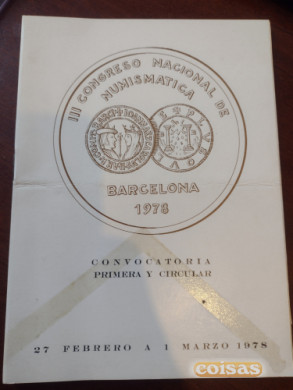 III CONGRESO NACIONAL DE
NUMISMATICA
BARCELONA
1978
CONVOCATORIA
PRIMERA Y CIRCULAR
27 FEBRERO A 1 MARZO 1978
coisas